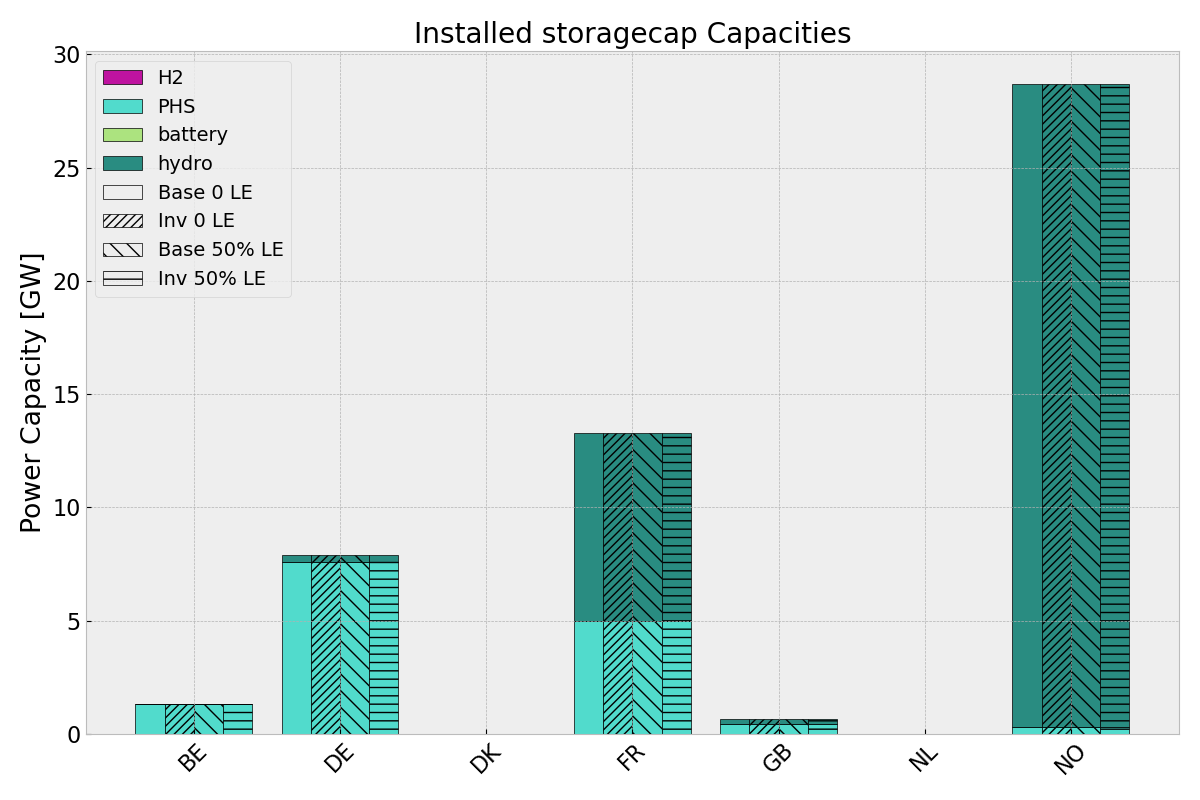 Installed storagecap Capacities
Power Capacity [GW]
30
25
20
15
10
5
0
H2
PHS
battery
hydro
Base 0 LE
Inv 0 LE
Base 50% LE
Inv 50% LE
BE
DE
DK
FR
GB
NL
NO